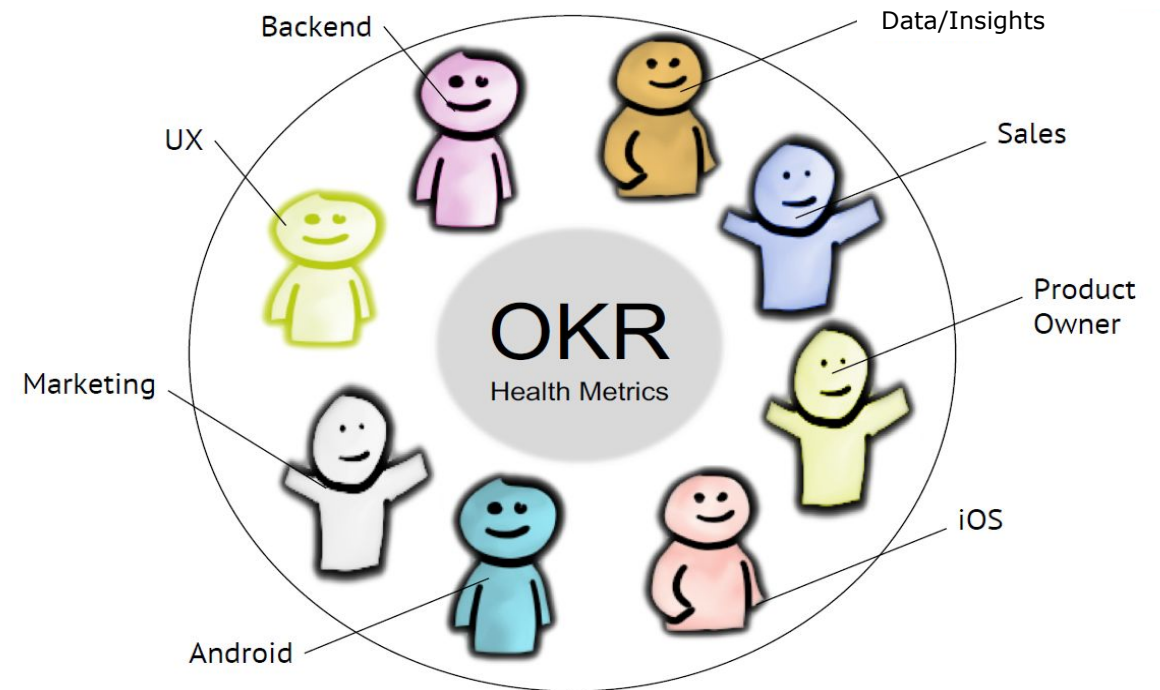 Backend
Data/Insights
UX
Sales
Product
Owner
OKR
Health Metrics
Marketing
iOS
Android